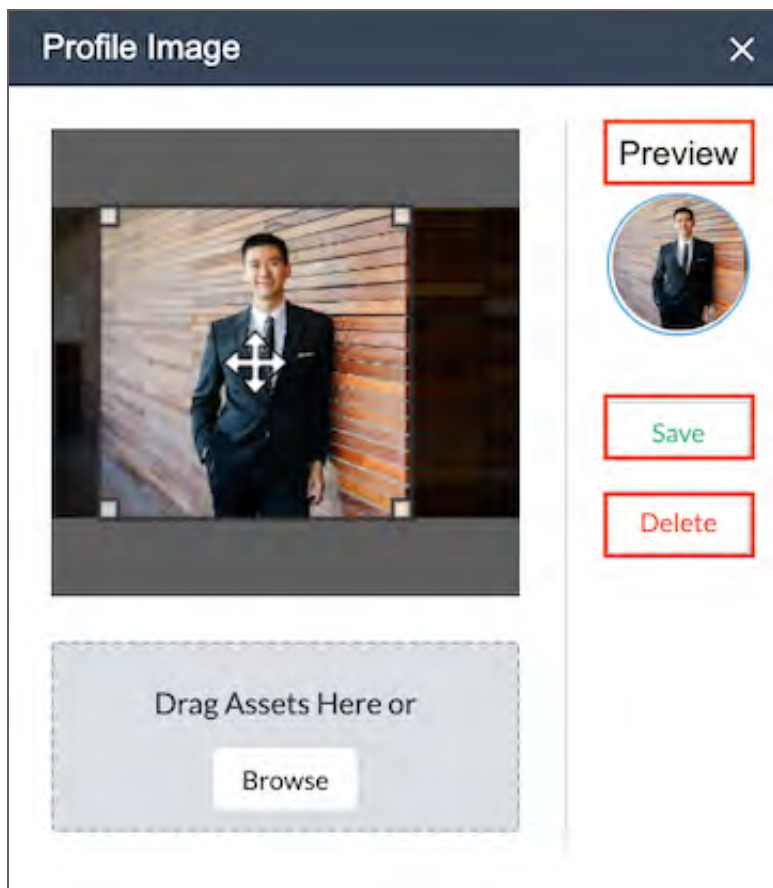 Profile Image
Preview
Save
Delete
Drag Assets Here or
Browse